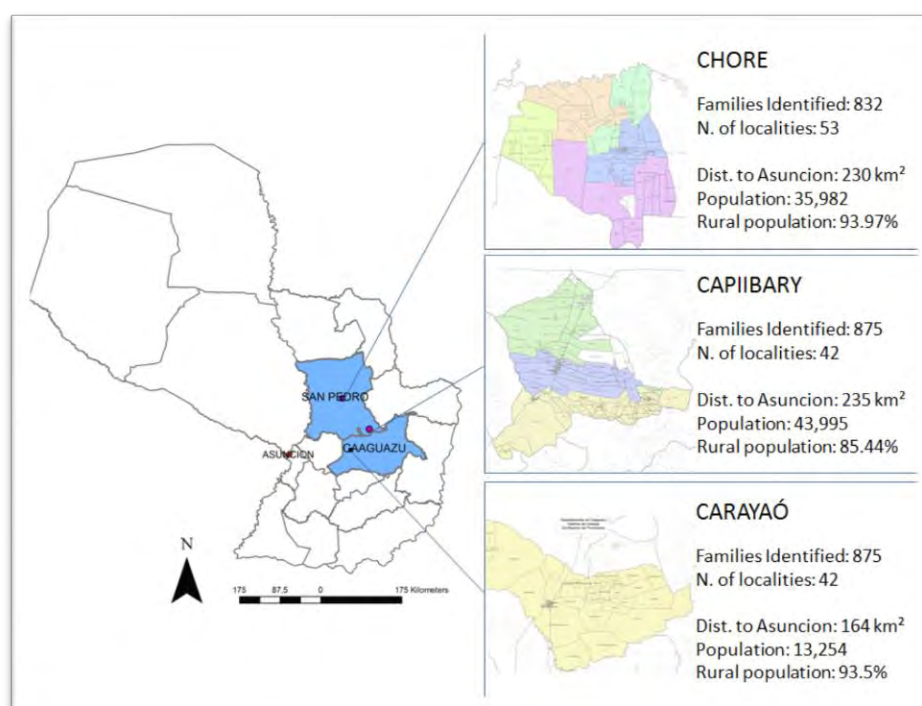 SAN PEDRO
CAAGUAZU
ASUNCION
N
175 87,5 0 175 Kilometers
CHORE
Families Identified: 832
N. of localities: 53
Dist. to Asuncion: 230 km²
Population: 35,982
Rural population: 93.97%
CAPIIBARY
Families Identified: 875
N. of localities: 42
Dist. to Asuncion: 235 km²
Population: 43,995
Rural population: 85.44%
CARAYAÓ
Families Identified: 875
N. of localities: 42
Dist. to Asuncion: 164 km²
Population: 13,254
Rural population: 93.5%